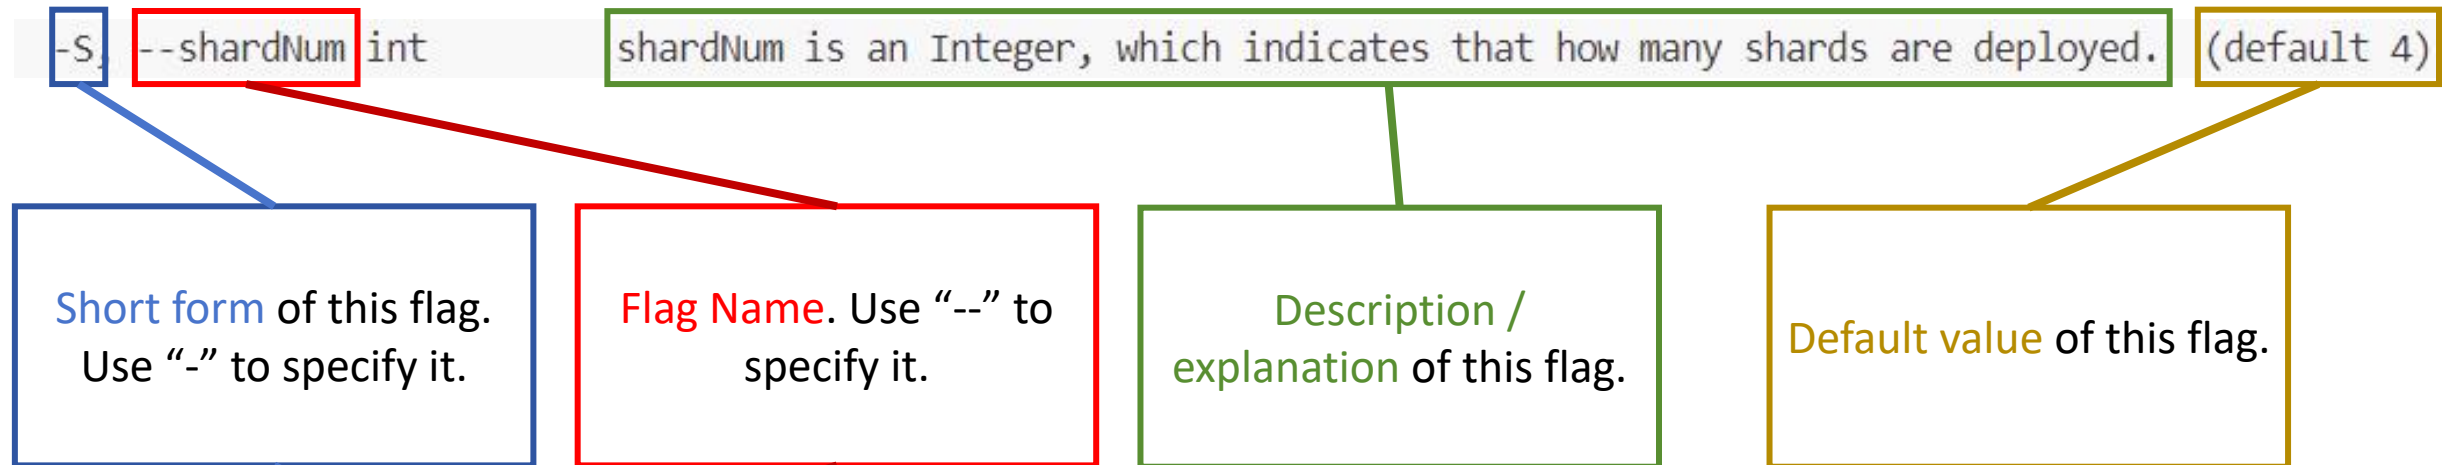 -S, --shardNum int shardNum is an Integer, which indicates that how many shards are deployed. (default 4)
Short form of this flag.
Use “-” to specify it.
Flag Name. Use “--” to
specify it.
Description /
explanation of this flag.
Default value of this flag.